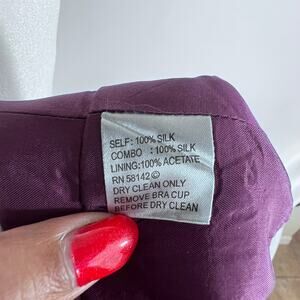 SELF: 100% SILK
COMBO : 100% SILK
LINING:100% ACETATE
RN 58142 ©
DRY CLEAN ONLY
REMOVE BRA CUP
BEFORE DRY CLEAN